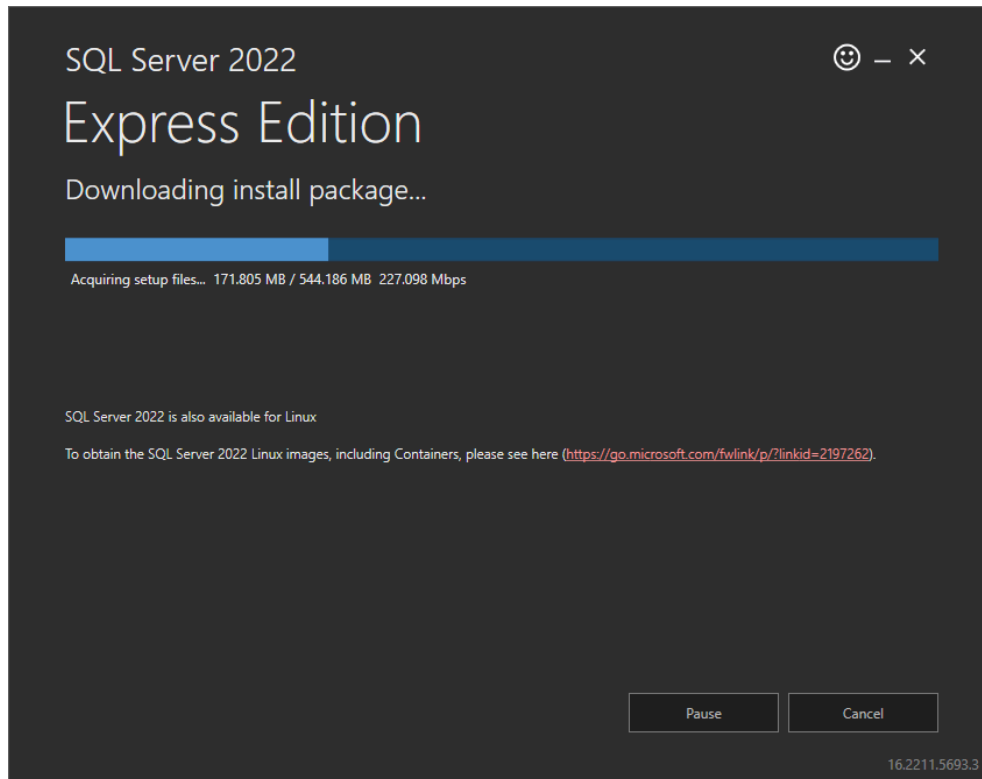 SQL Server 2022
Express Edition
Downloading install package...
Acquiring setup files... 171.805 MB / 544.186 MB 227.098 Mbps
SQL Server 2022 is also available for Linux
To obtain the SQL Server 2022 Linux images, including Containers, please see here (https://go.microsoft.com/fwlink/p/?linkid=2197262).
Pause Cancel
16.2211.5693.3